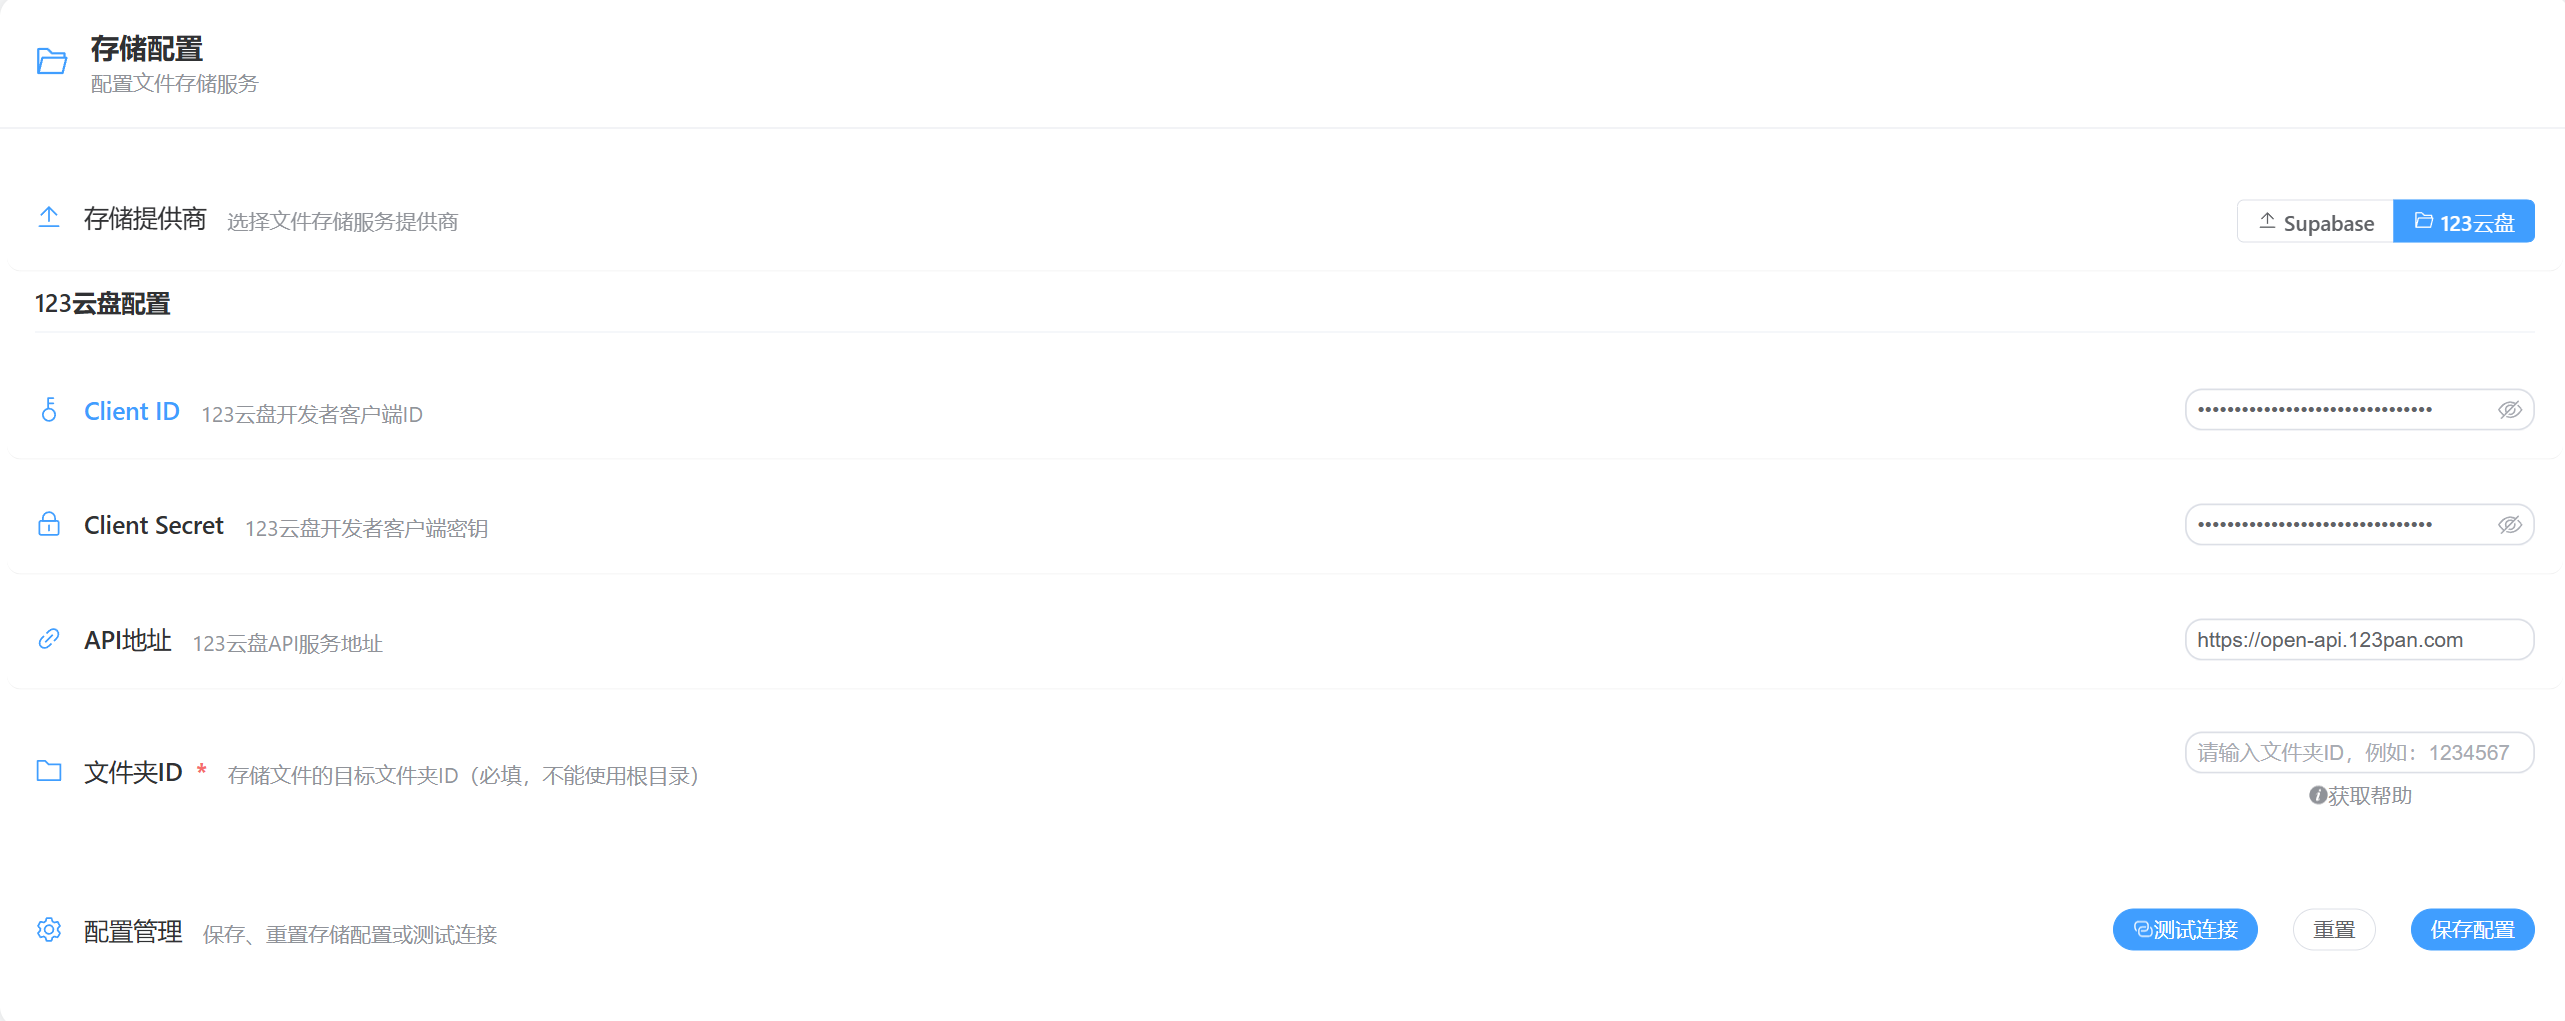 存储配置
配置文件存储服务
存储提供商 选择文件存储服务提供商 Supabase 123云盘
123云盘配置
Client ID 123云盘开发者客户端ID ••••••••••••••••••••••••••••••••
Client Secret 123云盘开发者客户端密钥 ••••••••••••••••••••••••••••••••
API地址 123云盘API服务地址 https://open-api.123pan.com
文件夹ID * 存储文件的目标文件夹ID（必填，不能使用根目录） 请输入文件夹ID，例如：1234567
获取帮助
配置管理 保存、重置存储配置或测试连接 测试连接 重置 保存配置